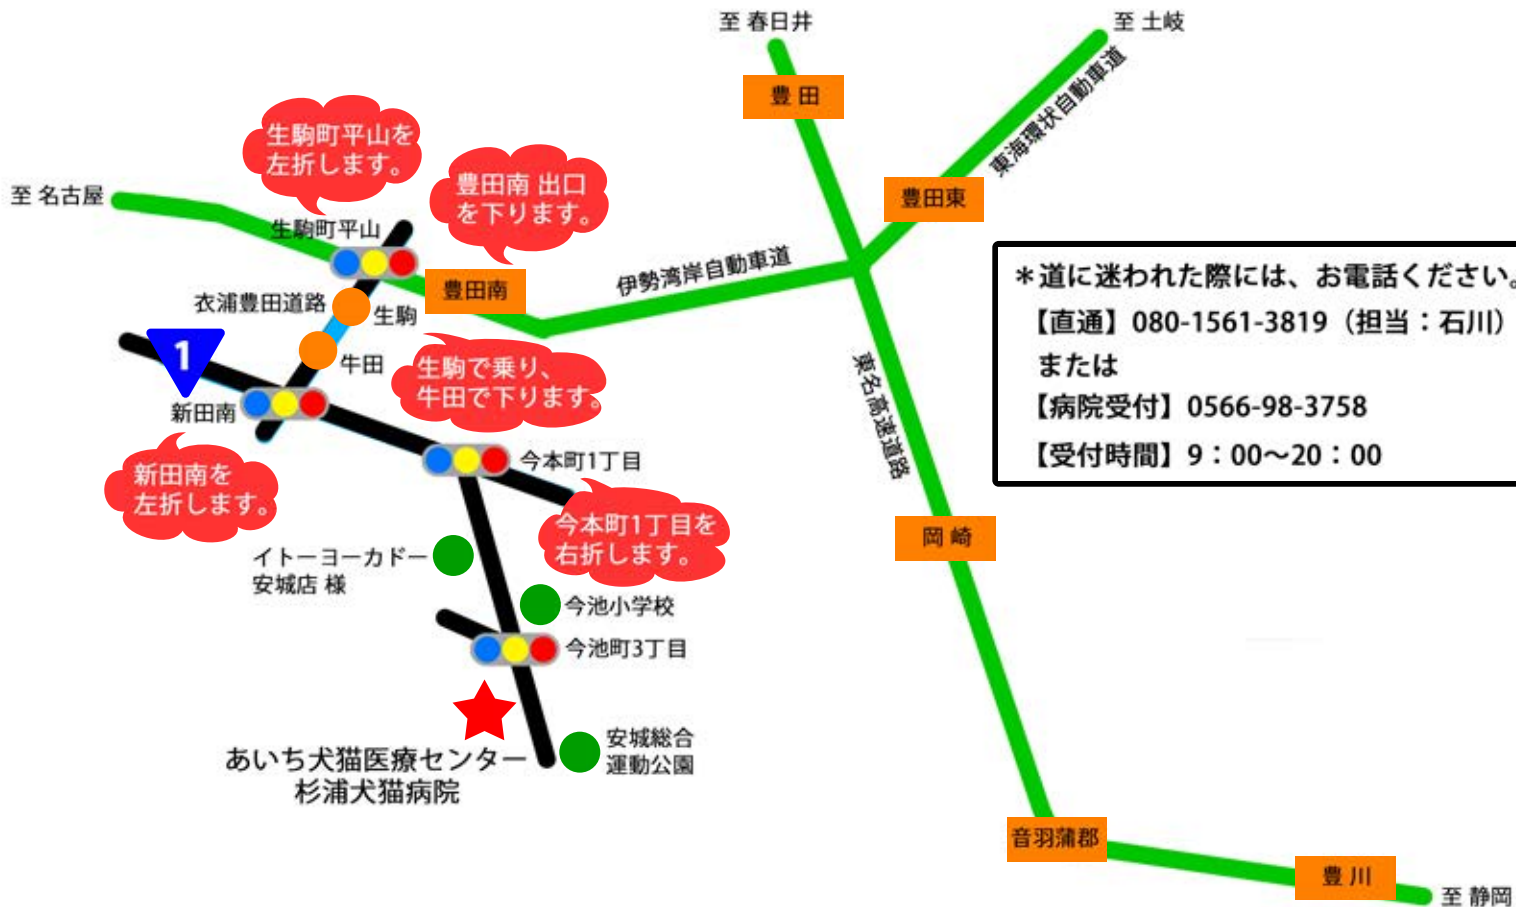 至 春日井
至 土岐
豊 田
東海環状自動車道
生駒町平山を
左折します。
豊田南 出口
を下ります。
至 名古屋
豊田東
生駒町平山
伊勢湾岸自動車道
豊田南
衣浦豊田道路
生駒
牛田
1
新田南
生駒で乗り、
牛田で下ります。
東名高速道路
*道に迷われた際には、お電話ください。
【直通】080-1561-3819（担当：石川）
または
【病院受付】0566-98-3758
【受付時間】9：00～20：00
新田南を
左折します。
今本町1丁目
今本町1丁目を
右折します。
岡 崎
イトーヨーカドー
安城店 様
今池小学校
今池町3丁目
安城総合
運動公園
あいち犬猫医療センター
杉浦犬猫病院
音羽蒲郡
豊 川
至 静岡